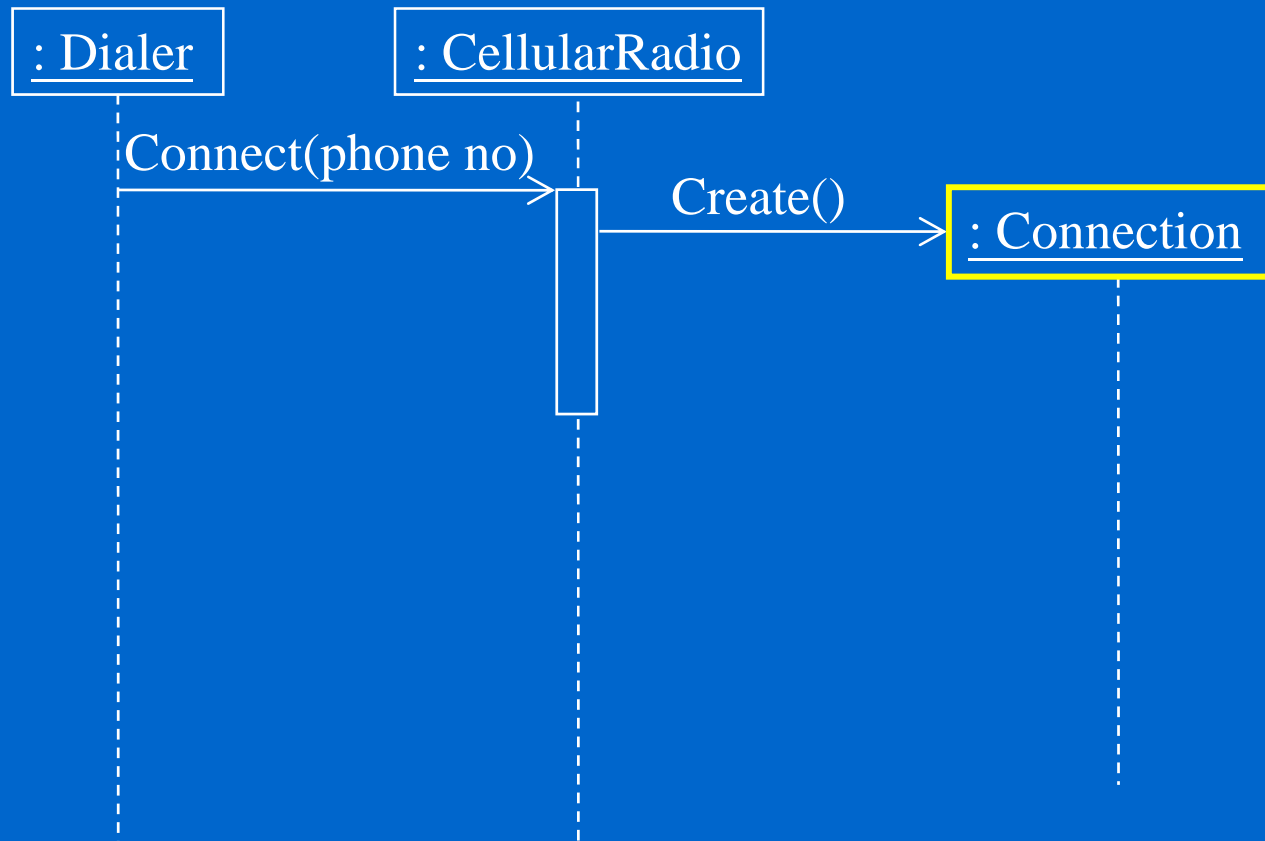 : Dialer
: CellularRadio
Connect(phone no)
Create()
: Connection